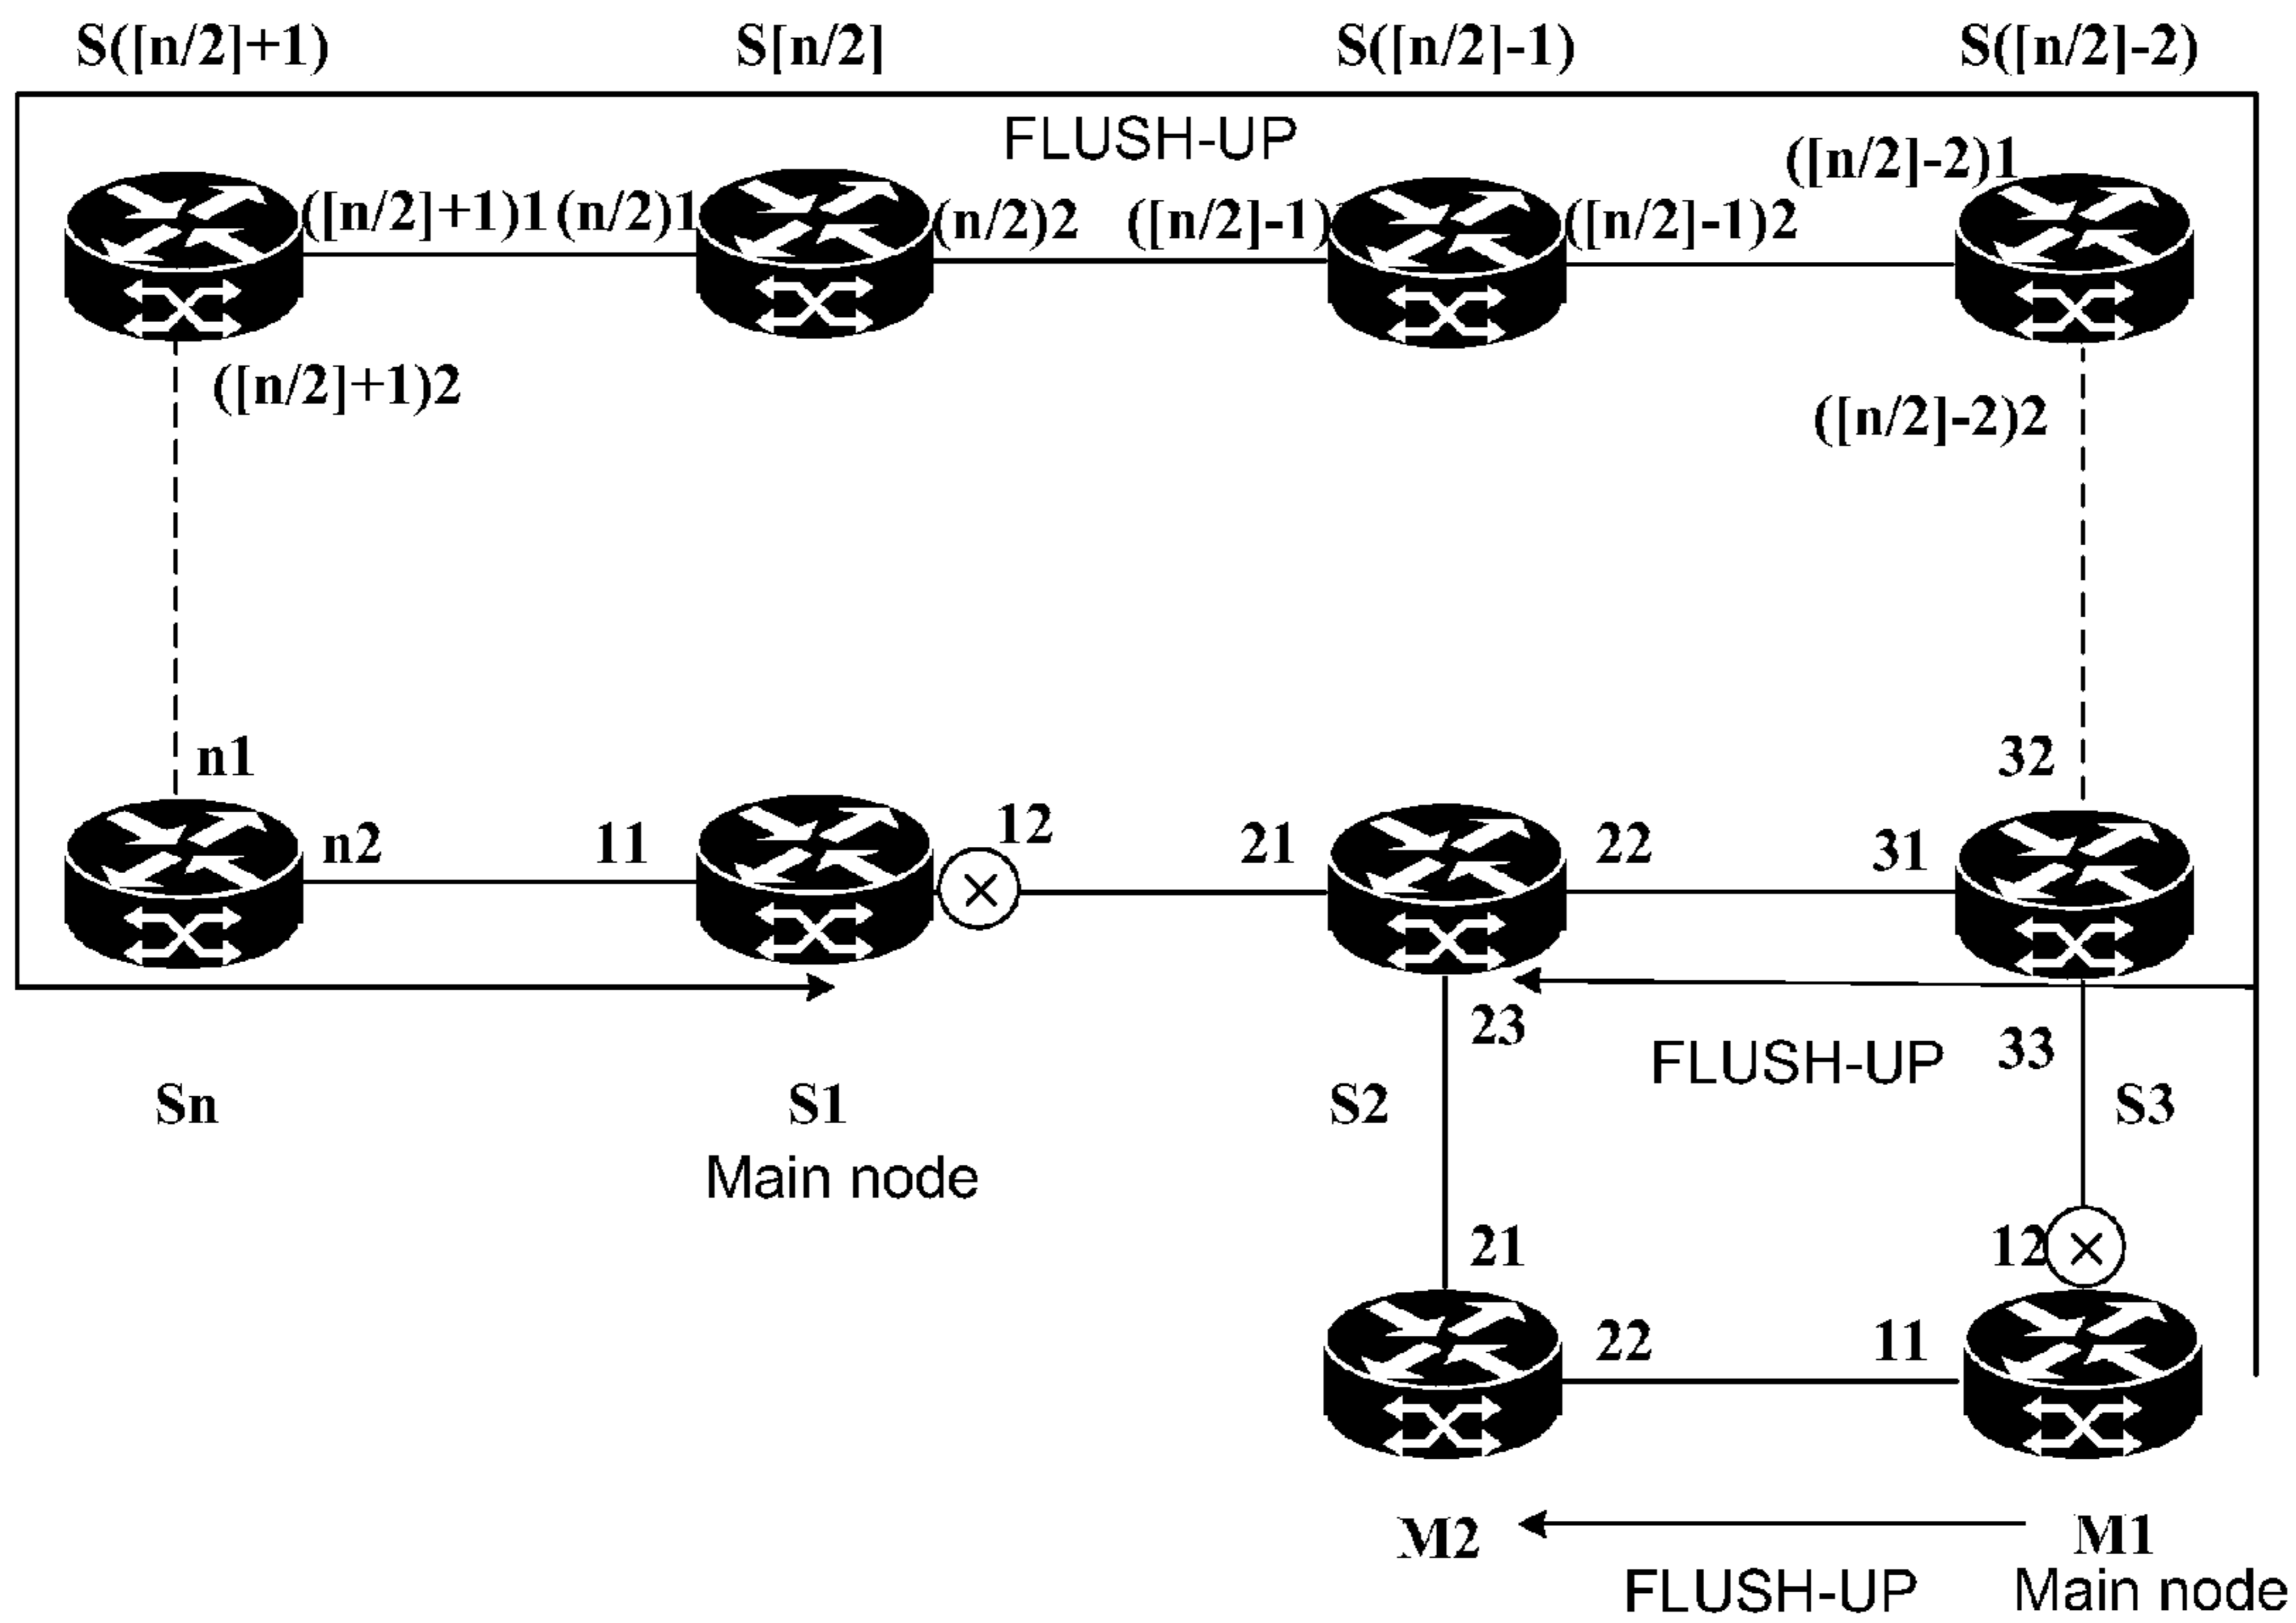 S([n/2]+1) S[n/2] S([n/2]-1) S([n/2]-2)
FLUSH-UP
([n/2]-2)1
([n/2]+1)1 (n/2)1 (n/2)2 ([n/2]-1) ([n/2]-1)2
([n/2]+1)2 ([n/2]-2)2
n1 32
n2 11 12 21 22 31
23 FLUSH-UP 33
Sn S1 S2 S3
Main node
21 12
22 11
M2 M1
FLUSH-UP Main node